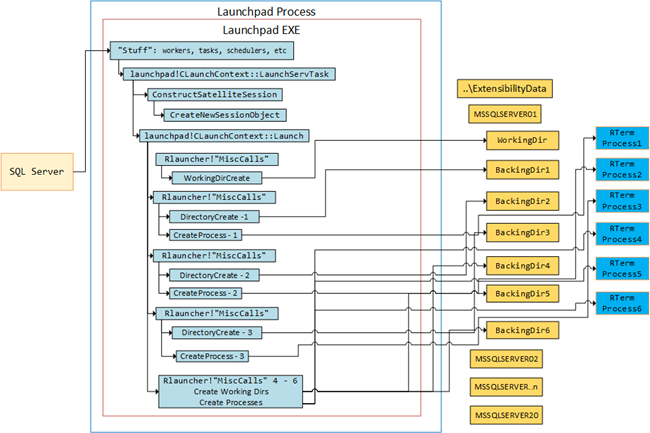 Launchpad Process
Launchpad EXE
"Stuff": workers, tasks, schedulers, etc
launchpad!CLaunchContext::LaunchServTask
ConstructSatelliteSession
CreateNewSessionObject
launchpad!CLaunchContext::Launch
Rlauncher!"MiscCalls"
WorkingDirCreate
Rlauncher!"MiscCalls"
DirectoryCreate -1
CreateProcess - 1
Rlauncher!"MiscCalls"
DirectoryCreate - 2
CreateProcess - 2
Rlauncher!"MiscCalls"
DirectoryCreate - 3
CreateProcess - 3
Rlauncher!"MiscCalls" 4 - 6
Create Working Dirs
Create Processes
SQL Server
..\ExtensibilityData
MSSQLSERVER01
WorkingDir
BackingDir1
BackingDir2
BackingDir3
BackingDir4
BackingDir5
BackingDir6
MSSQLSERVER02
MSSQLSERVER..n
MSSQLSERVER20
RTerm
Process1
RTerm
Process2
RTerm
Process3
RTerm
Process4
RTerm
Process5
RTerm
Process6